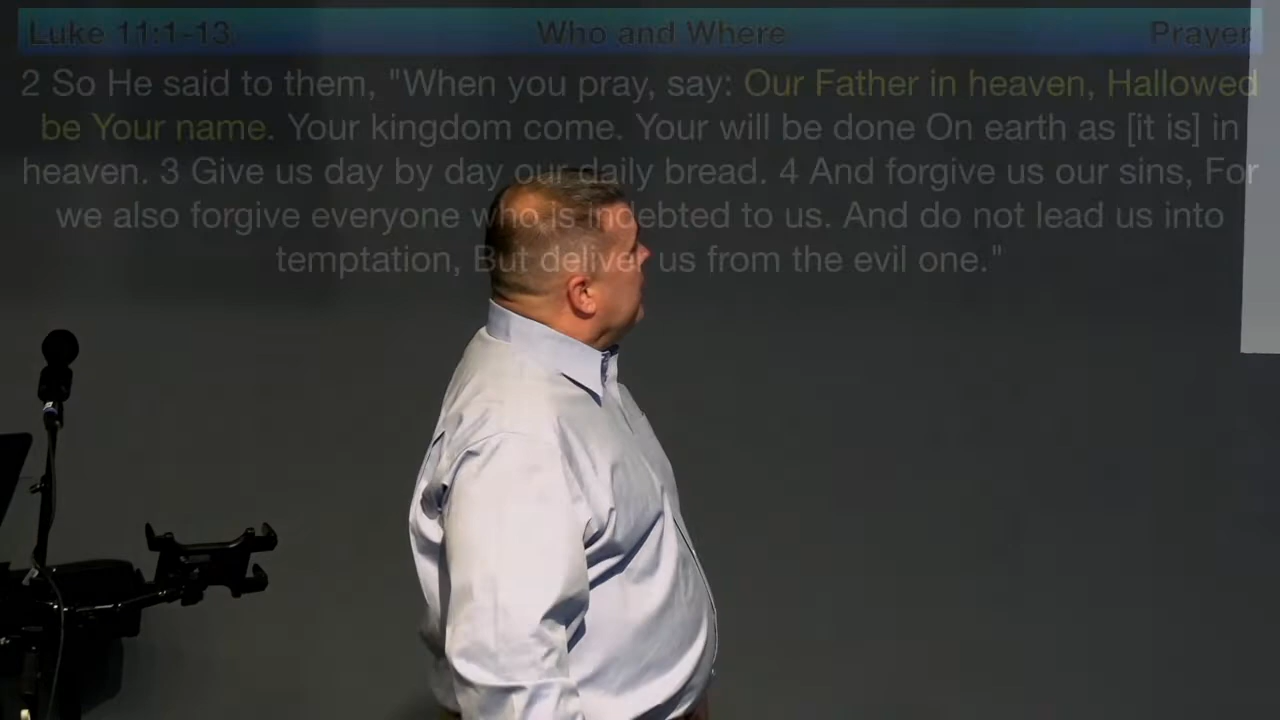 Luke 11:1-13 Who and Where Prayer
2 So He said to them, "When you pray, say: Our Father in heaven, Hallowed
be Your name. Your kingdom come. Your will be done On earth as [it is] in
heaven. 3 Give us day by day our daily bread. 4 And forgive us our sins, For
we also forgive everyone who is indebted to us. And do not lead us into
temptation, But deliver us from the evil one."